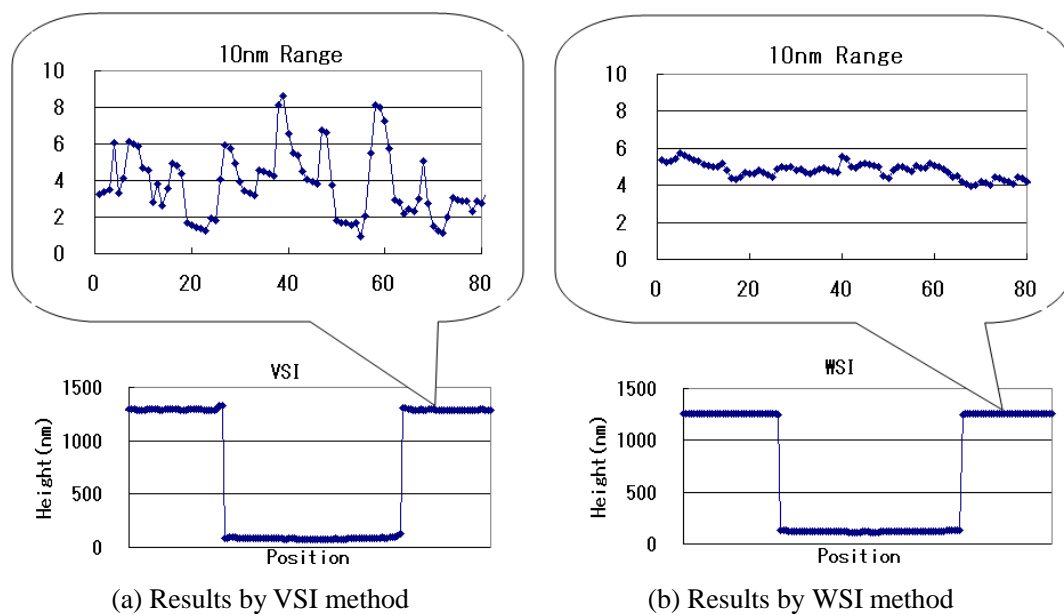 10nm Range
10
8
6
4
2
0
0 20 40 60 80
VSI
1500
1000
500
0
Height(nm)
Position
(a) Results by VSI method
10nm Range
10
8
6
4
2
0
0 20 40 60 80
WSI
1500
1000
500
0
Height(nm)
Position
(b) Results by WSI method